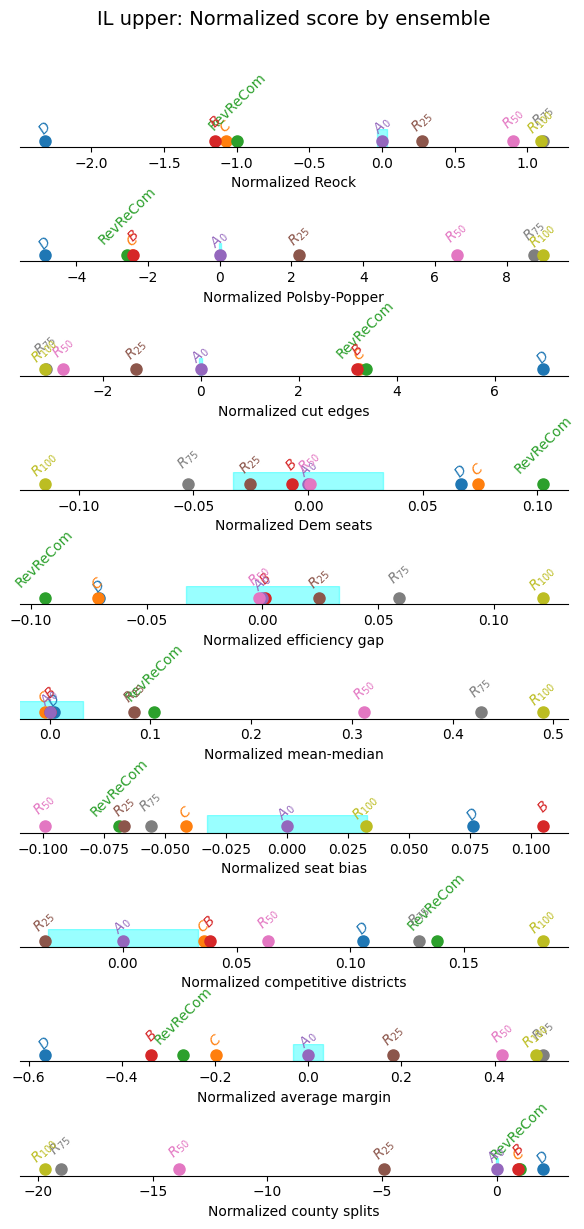 IL upper: Normalized score by ensemble
D B C RevReCom A0 R25 R50 R100 R75
−2.0 −1.5 −1.0 −0.5 0.0 0.5 1.0
Normalized Reock
D RevReCom C B A0 R25 R50 R75 R100
−4 −2 0 2 4 6 8
Normalized Polsby-Popper
R100 R75 R50 R25 A0 B C RevReCom D
−2 0 2 4 6
Normalized cut edges
R100 R75 R25 B A0 R50 D C RevReCom
−0.10 −0.05 0.00 0.05 0.10
Normalized Dem seats
RevReCom C D R50 A0 B R25 R75 R100
−0.10 −0.05 0.00 0.05 0.10
Normalized efficiency gap
C A0 B D R25 RevReCom R50 R75 R100
0.0 0.1 0.2 0.3 0.4 0.5
Normalized mean-median
R50 RevReCom R25 R75 C A0 R100 D B
−0.100 −0.075 −0.050 −0.025 0.000 0.025 0.050 0.075 0.100
Normalized seat bias
R25 A0 C B R50 D R75 RevReCom R100
0.00 0.05 0.10 0.15
Normalized competitive districts
D B RevReCom C A0 R25 R50 R100 R75
−0.6 −0.4 −0.2 0.0 0.2 0.4
Normalized average margin
R100 R75 R50 R25 A0 C B RevReCom D
−20 −15 −10 −5 0
Normalized county splits